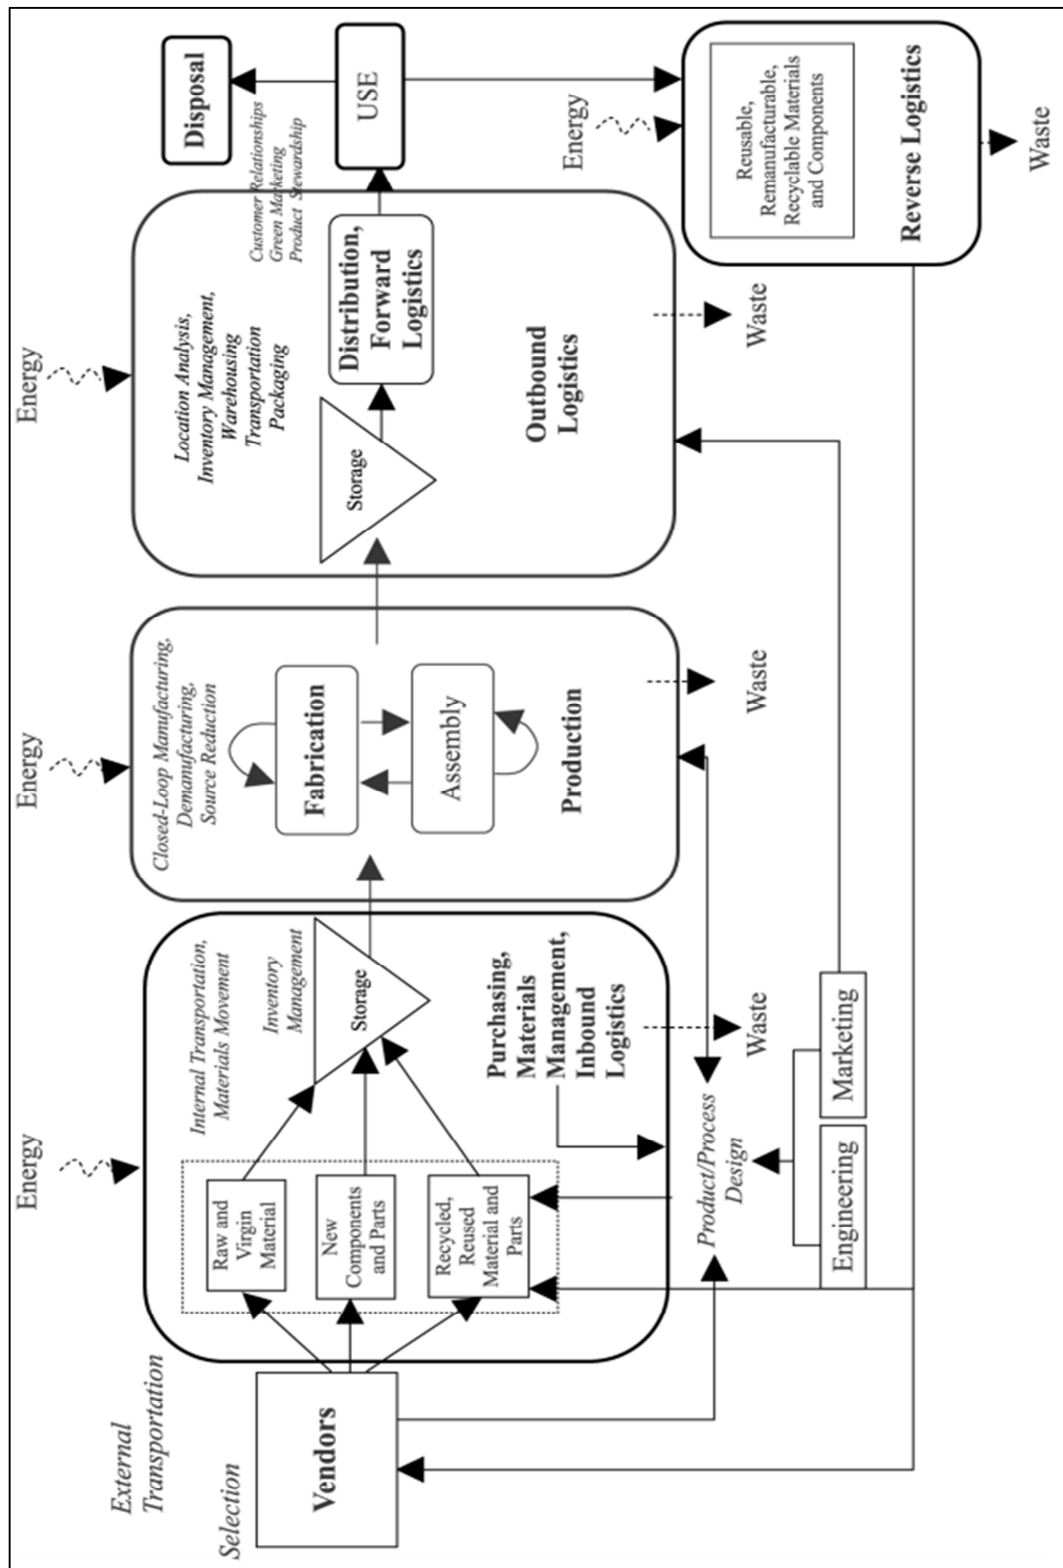 External
Transportation
Selection
Vendors
Energy
Internal Transportation,
Materials Movement
Raw and
Virgin
Material
New
Components
and Parts
Recycled,
Reused
Material and
Parts
Inventory
Management
Storage
Purchasing,
Materials
Management,
Inbound
Logistics
Waste
Energy
Closed-Loop Manufacturing,
Demanufacturing,
Source Reduction
Fabrication
Assembly
Production
Waste
Energy
Location Analysis,
Inventory Management,
Warehousing
Transportation
Packaging
Storage
Distribution,
Forward
Logistics
Outbound
Logistics
Waste
Customer Relationships
Green Marketing
Product Stewardship
Disposal
USE
Energy
Reusable,
Remanufacturable,
Recyclable Materials
and Components
Reverse Logistics
Waste
Product/Process
Design
Engineering
Marketing